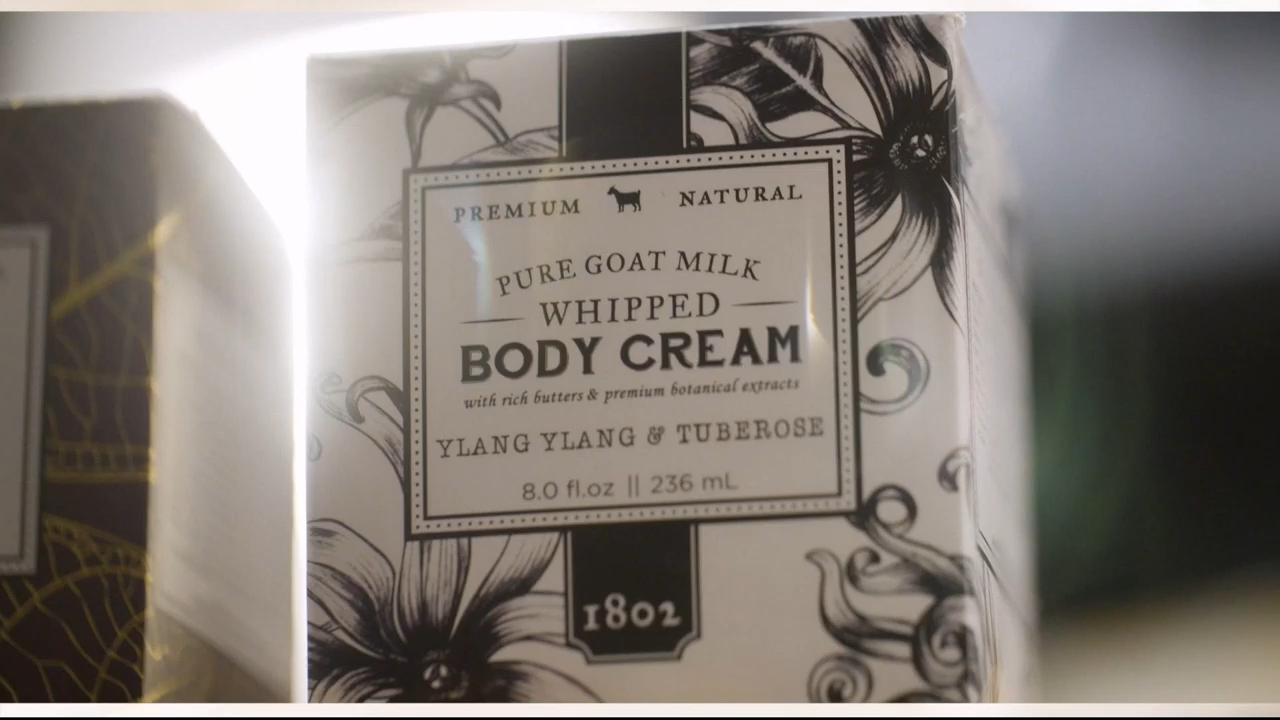 PREMIUM NATURAL
PURE GOAT MILK
WHIPPED
BODY CREAM
with rich butters & premium botanical extracts
YLANG YLANG & TUBEROSE
8.0 fl.oz || 236 mL
1802